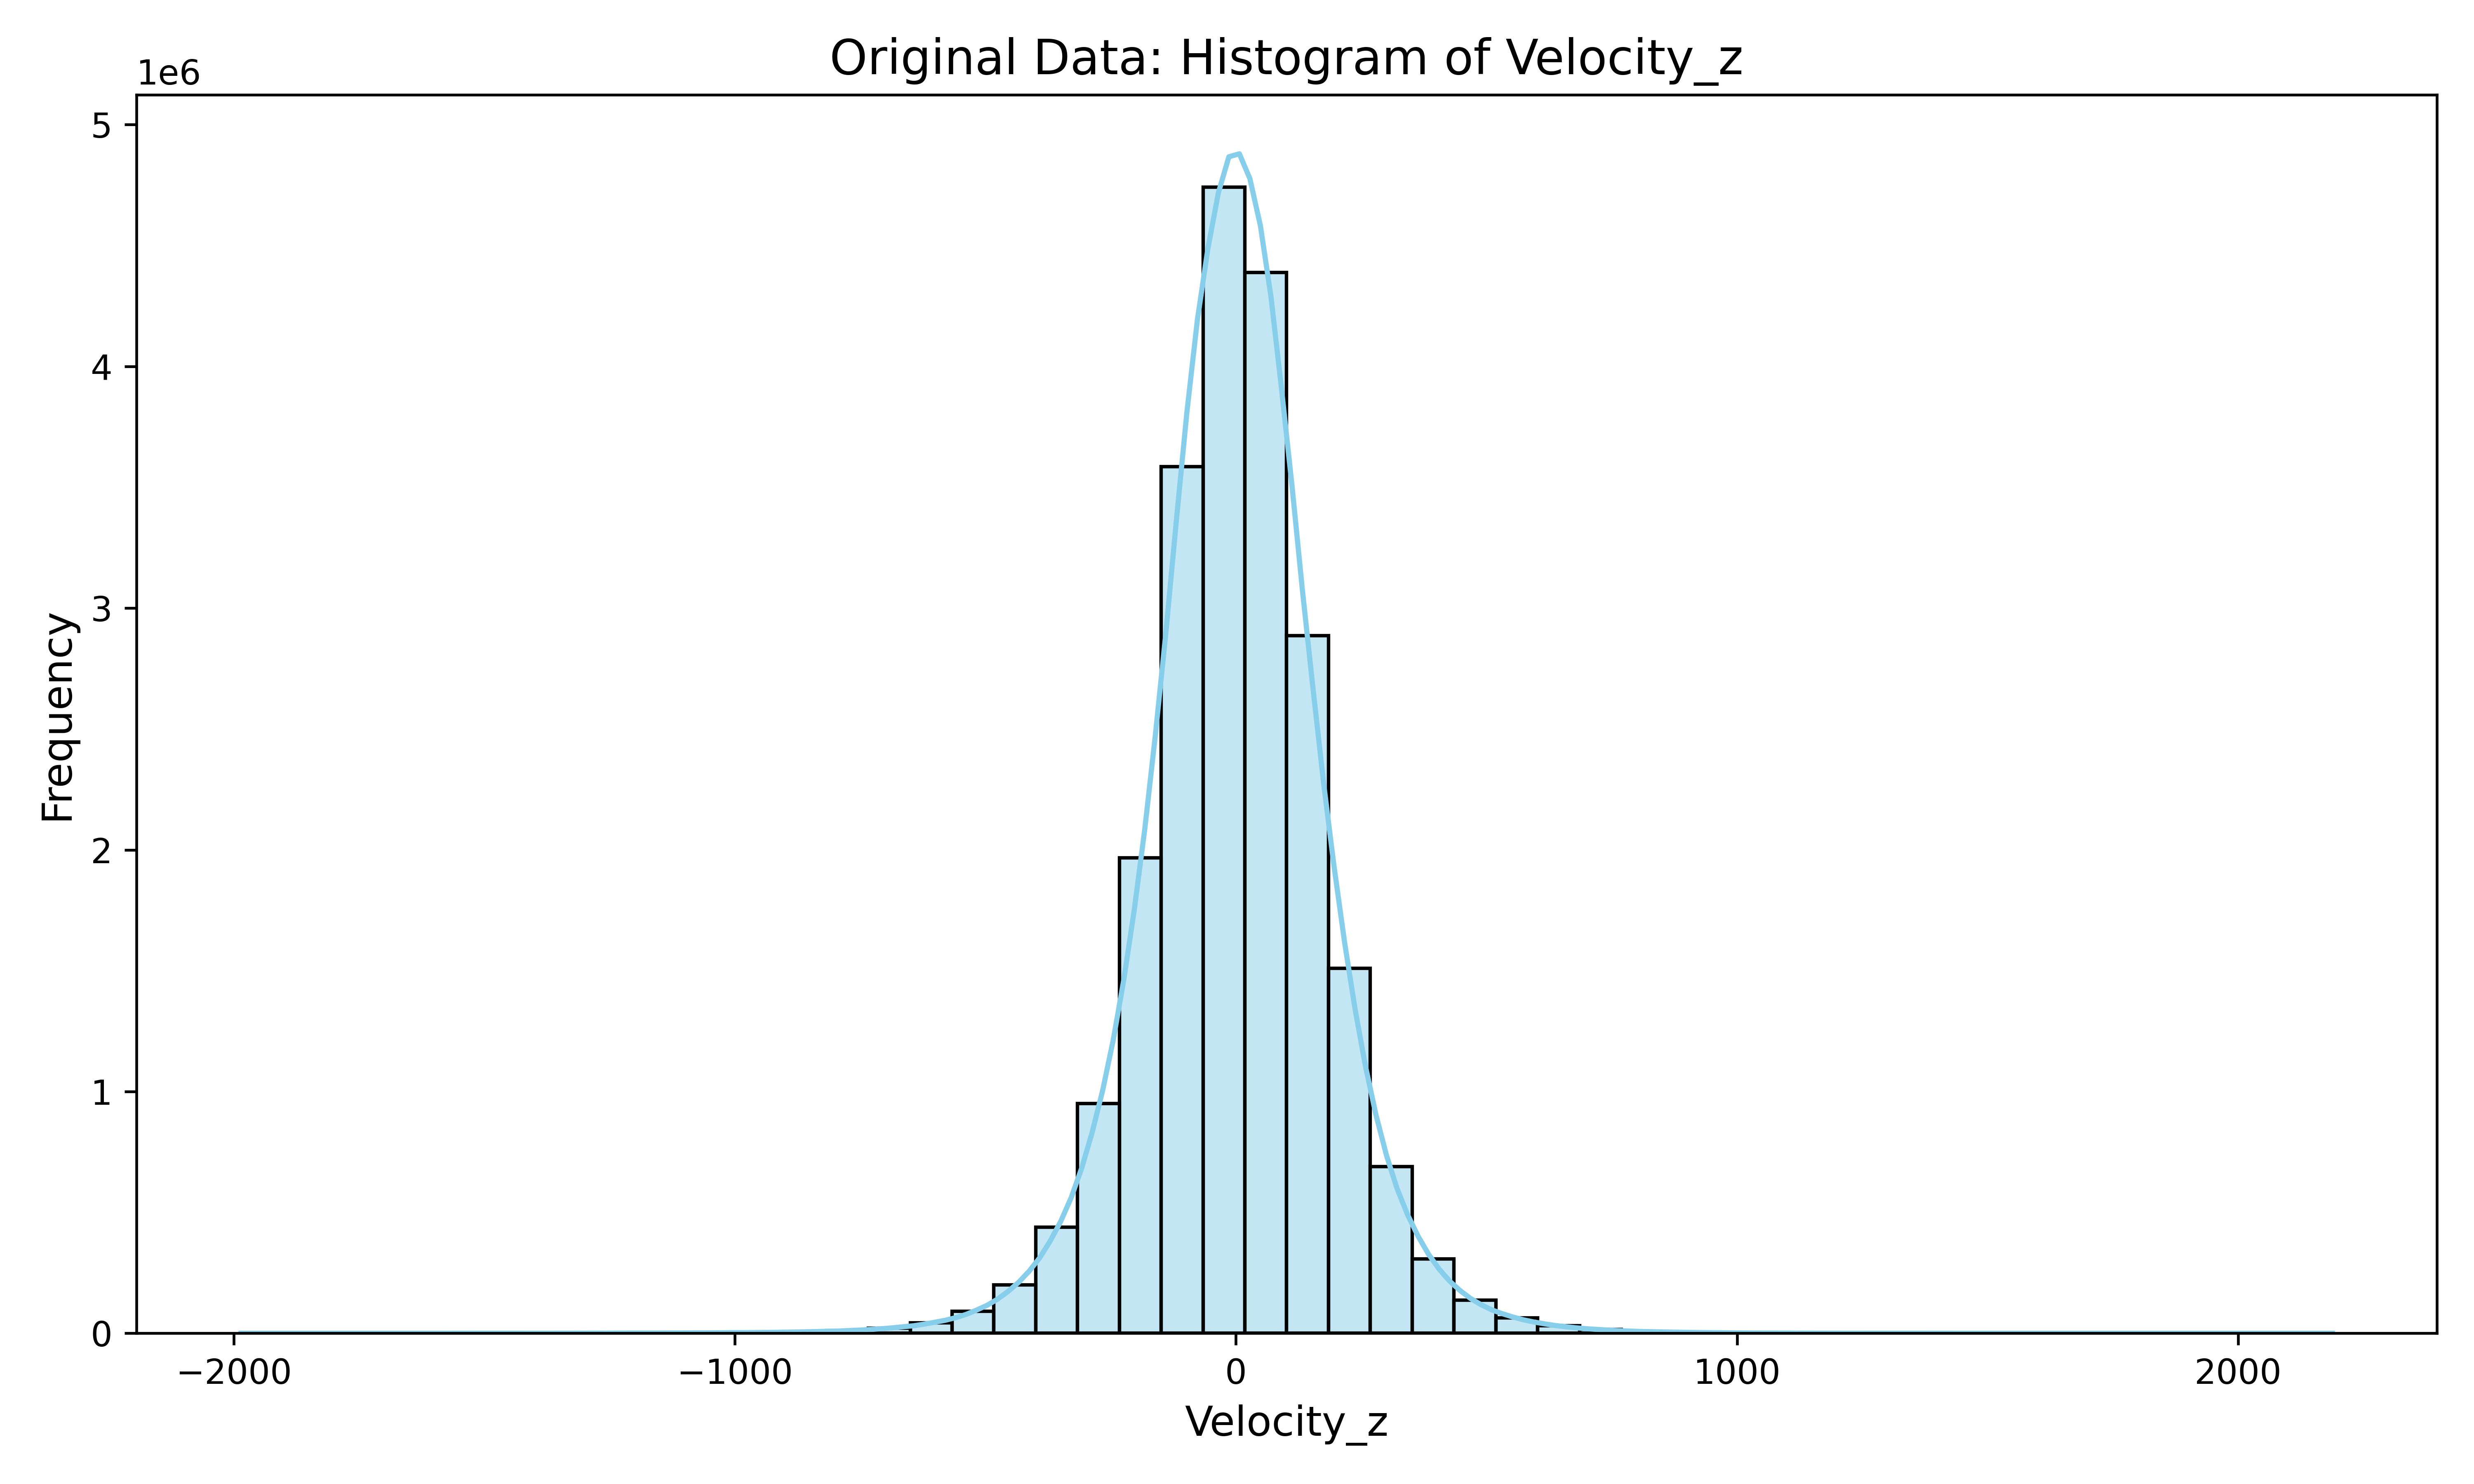 Original Data: Histogram of Velocity_z
1e6
5
4
3
2
1
0
Frequency
−2000 −1000 0 1000 2000
Velocity_z